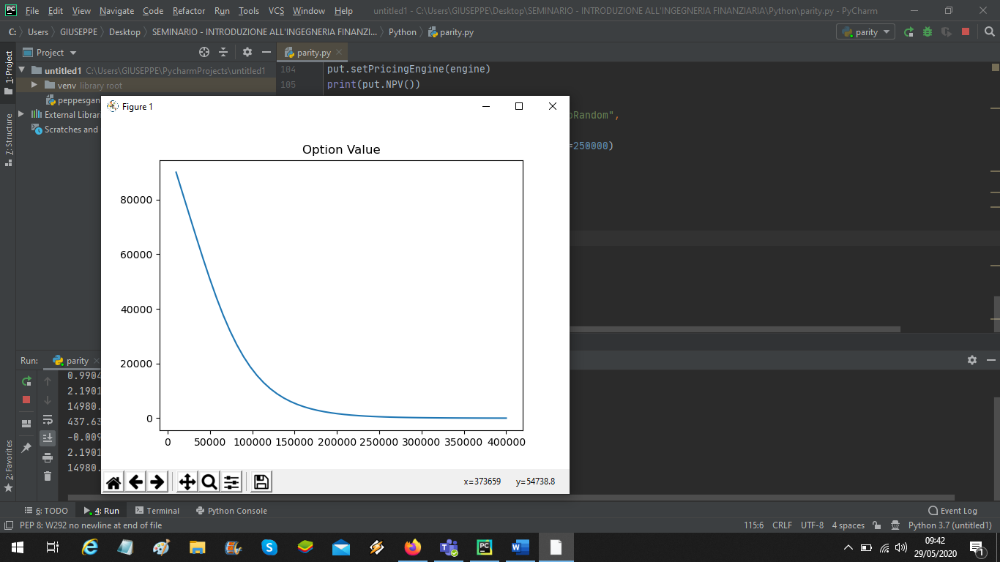 File Edit View Navigate Code Refactor Run Tools VCS Window Help untitled1 - C:\Users\GIUSEPPE\Desktop\SEMINARIO - INTRODUZIONE ALL'INGEGNERIA FINANZIARIA\Python\parity.py - PyCharm
C: Users GIUSEPPE Desktop SEMINARIO - INTRODUZIONE ALL'INGEGNERIA FINANZI... Python parity.py parity
1: Project
Project
parity.py
untitled1 C:\Users\GIUSEPPE\PycharmProjects\untitled1
venv library root
peppesgan
External Librar
Scratches and
7: Structure
104 put.setPricingEngine(engine)
105 print(put.NPV())
Random",
=250000)
Figure 1
Option Value
80000
60000
40000
20000
0
0 50000 100000 150000 200000 250000 300000 350000 400000
x=373659 y=54738.8
Run: parity
0.9904
2.1901
14980.
437.63
-0.009
2.1901
14980.
2: Favorites
6: TODO 4: Run Terminal Python Console Event Log
PEP 8: W292 no newline at end of file 115:6 CRLF UTF-8 4 spaces Python 3.7 (untitled1)
09:42
29/05/2020
1